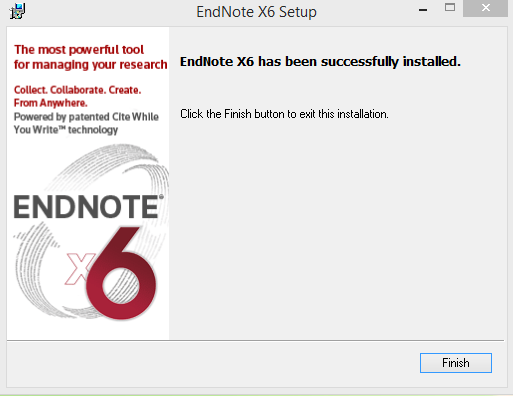 EndNote X6 Setup
The most powerful tool
for managing your research
Collect. Collaborate. Create.
From Anywhere.
Powered by patented Cite While
You Write™ technology
ENDNOTE®
X6
EndNote X6 has been successfully installed.
Click the Finish button to exit this installation.
Finish